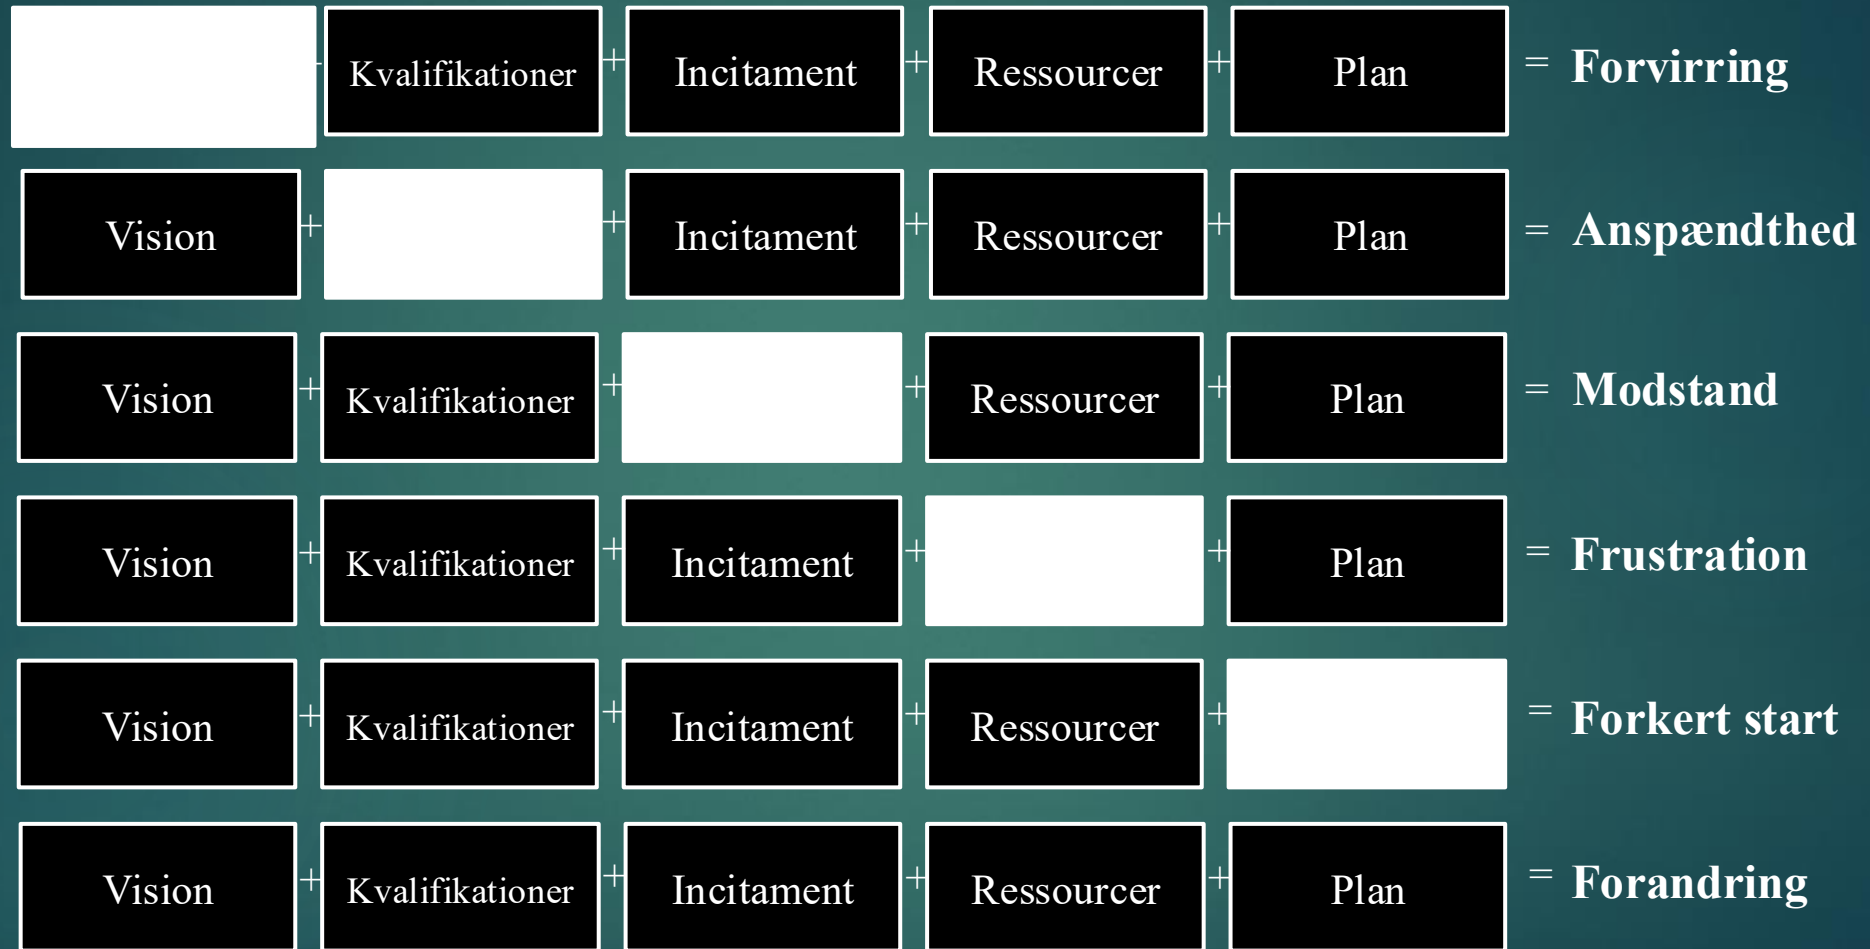 + Kvalifikationer + Incitament + Ressourcer + Plan = Forvirring
Vision + + Incitament + Ressourcer + Plan = Anspændthed
Vision + Kvalifikationer + + Ressourcer + Plan = Modstand
Vision + Kvalifikationer + Incitament + + Plan = Frustration
Vision + Kvalifikationer + Incitament + Ressourcer + = Forkert start
Vision + Kvalifikationer + Incitament + Ressourcer + Plan = Forandring